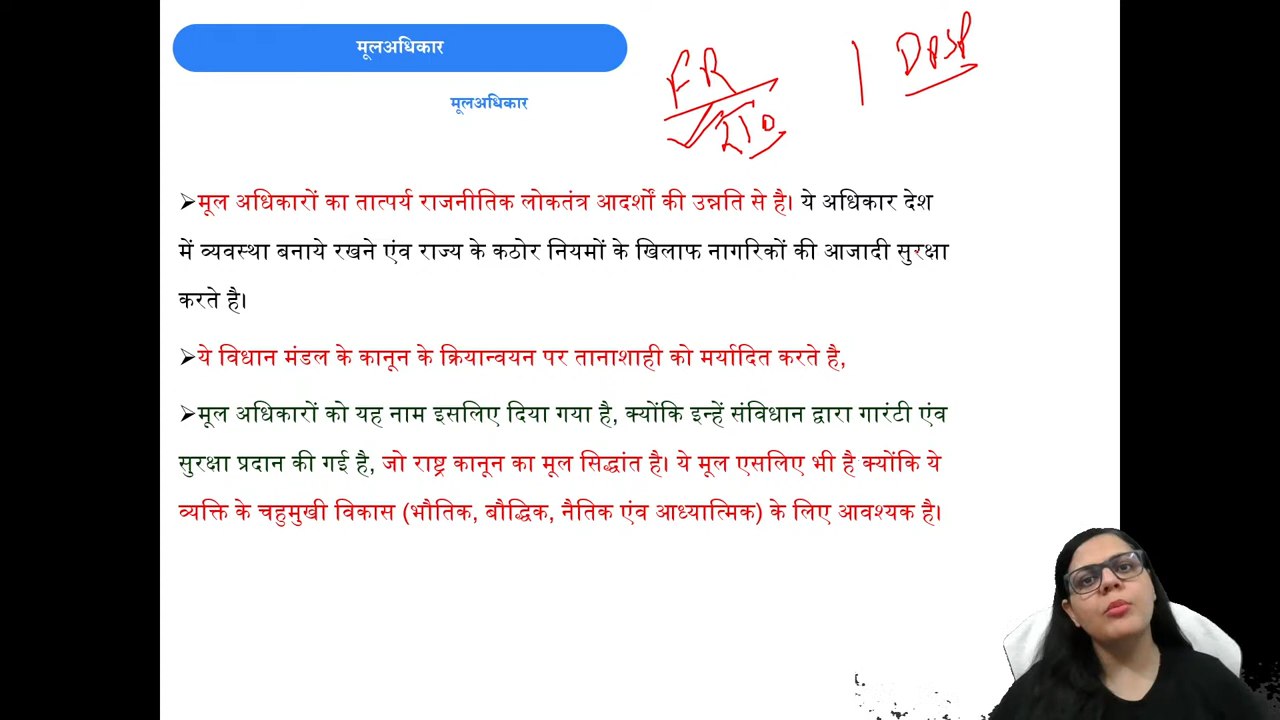 मूलअधिकार
मूलअधिकार
FR
DPSP
➢मूल अधिकारों का तात्पर्य राजनीतिक लोकतंत्र आदर्शों की उन्नति से है। ये अधिकार देश
में व्यवस्था बनाये रखने एंव राज्य के कठोर नियमों के खिलाफ नागरिकों की आजादी सुरक्षा
करते है।
➢ये विधान मंडल के कानून के क्रियान्वयन पर तानाशाही को मर्यादित करते है,
➢मूल अधिकारों को यह नाम इसलिए दिया गया है, क्योंकि इन्हें संविधान द्वारा गारंटी एंव
सुरक्षा प्रदान की गई है, जो राष्ट्र कानून का मूल सिद्धांत है। ये मूल एसलिए भी है क्योंकि ये
व्यक्ति के चहुमुखी विकास (भौतिक, बौद्धिक, नैतिक एंव आध्यात्मिक) के लिए आवश्यक है।